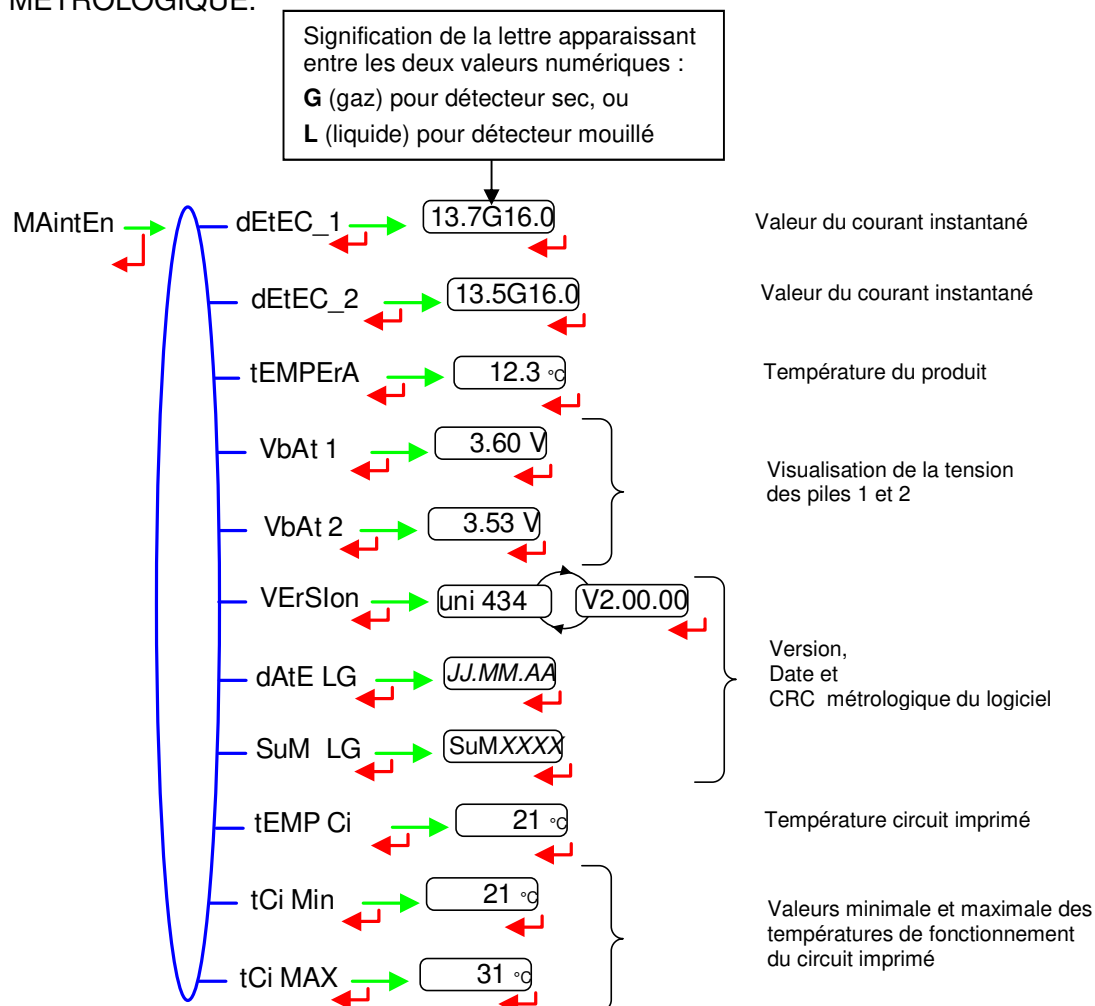 MÉTROLOGIQUE.
Signification de la lettre apparaissant
entre les deux valeurs numériques :
G (gaz) pour détecteur sec, ou
L (liquide) pour détecteur mouillé
MAintEn
dEtEC_1
13.7G16.0
Valeur du courant instantané
dEtEC_2
13.5G16.0
Valeur du courant instantané
tEMPErA
12.3 °C
Température du produit
VbAt 1
3.60 V
Visualisation de la tension
des piles 1 et 2
VbAt 2
3.53 V
VErSIon
uni 434
V2.00.00
Version,
Date et
CRC métrologique du logiciel
dAtE LG
JJ.MM.AA
SuM LG
SuMXXXX
tEMP Ci
21 °C
Température circuit imprimé
tCi Min
21 °C
Valeurs minimale et maximale des
températures de fonctionnement
du circuit imprimé
tCi MAX
31 °C